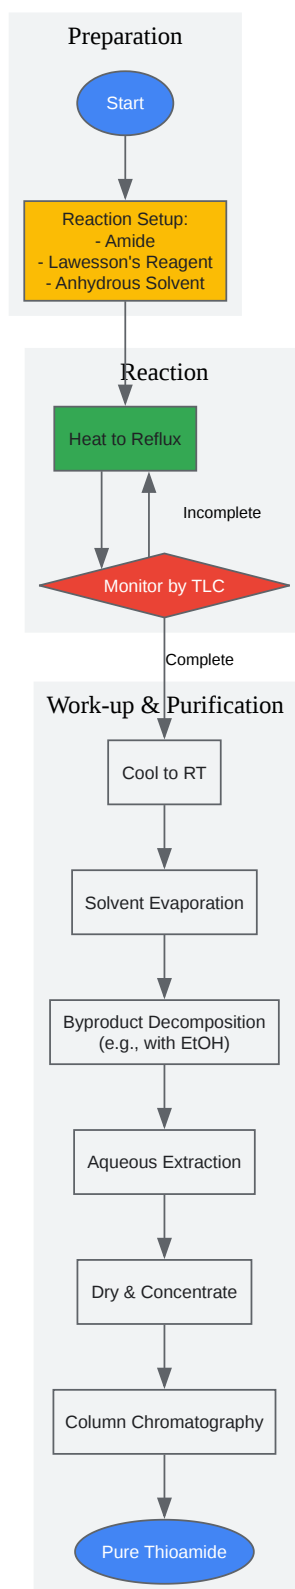 Preparation
Start
Reaction Setup:
- Amide
- Lawesson's Reagent
- Anhydrous Solvent
Reaction
Heat to Reflux
Incomplete
Monitor by TLC
Complete
Work-up & Purification
Cool to RT
Solvent Evaporation
Byproduct Decomposition
(e.g., with EtOH)
Aqueous Extraction
Dry & Concentrate
Column Chromatography
Pure Thioamide